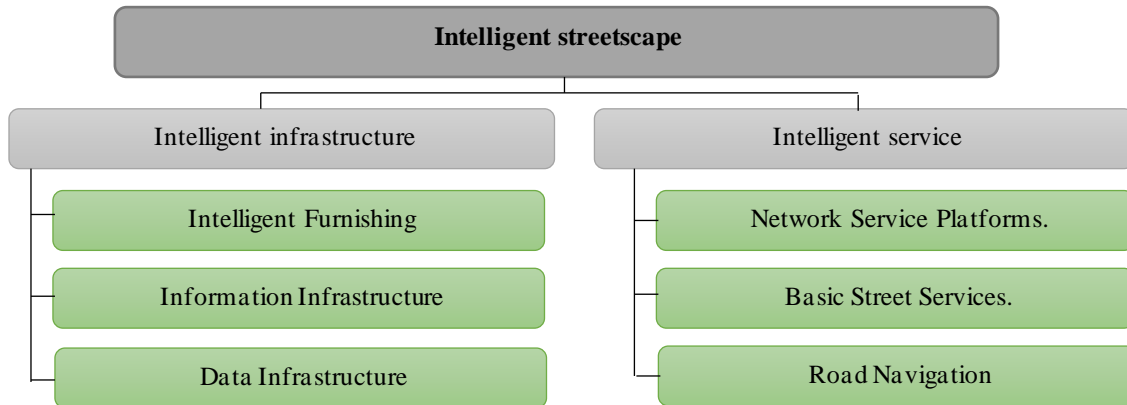 Intelligent streetscape
Intelligent infrastructure
Intelligent service
Intelligent Furnishing
Network Service Platforms.
Information Infrastructure
Basic Street Services.
Data Infrastructure
Road Navigation